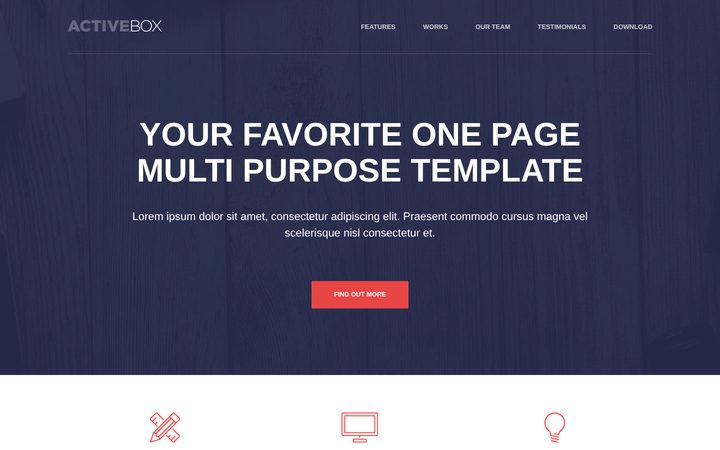 ACTIVEBOX
FEATURES WORKS OUR TEAM TESTIMONIALS DOWNLOAD
YOUR FAVORITE ONE PAGE
MULTI PURPOSE TEMPLATE
Lorem ipsum dolor sit amet, consectetur adipiscing elit. Praesent commodo cursus magna vel
scelerisque nisl consectetur et.
FIND OUT MORE